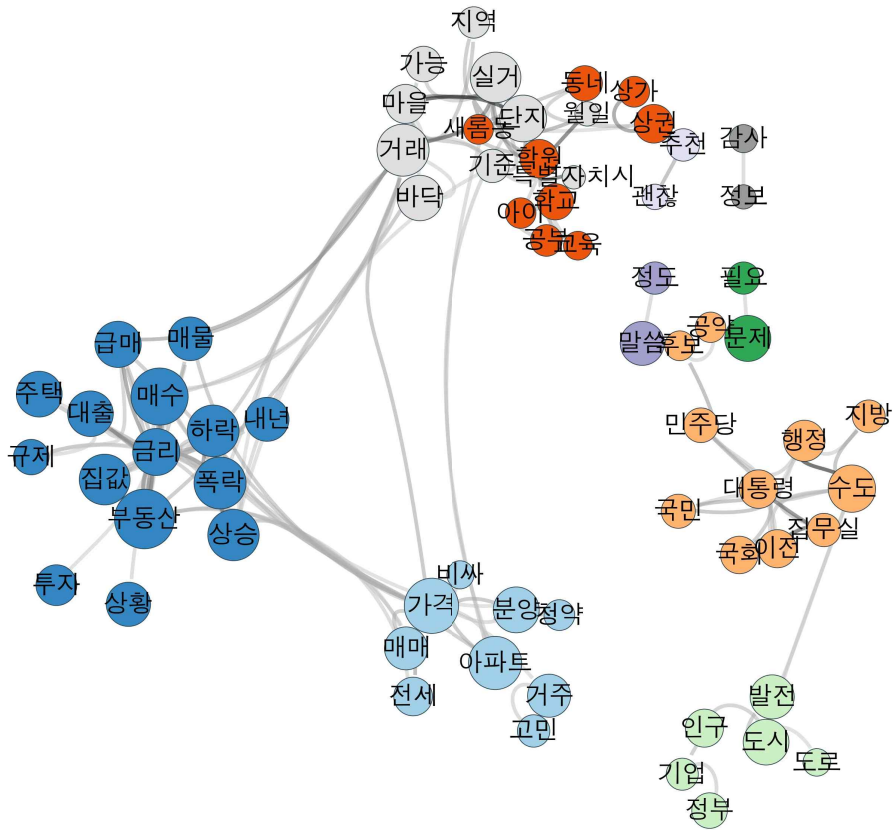 지역
가능
실거
마을
단지
동네
상가
월일
상권
새롬동
거래
기준
학원
특별자치시
추천
감사
바닥
학교
아이
공부
교육
괜찮
정보
정도
필요
말씀
후보
공약
문제
급매
매물
주택
대출
매수
하락
내년
규제
금리
집값
폭락
부동산
상승
투자
상황
민주당
행정
지방
대통령
수도
국민
집무실
국회
이전
비싸
가격
분양
청약
매매
아파트
전세
거주
고민
발전
인구
도시
기업
도로
정부